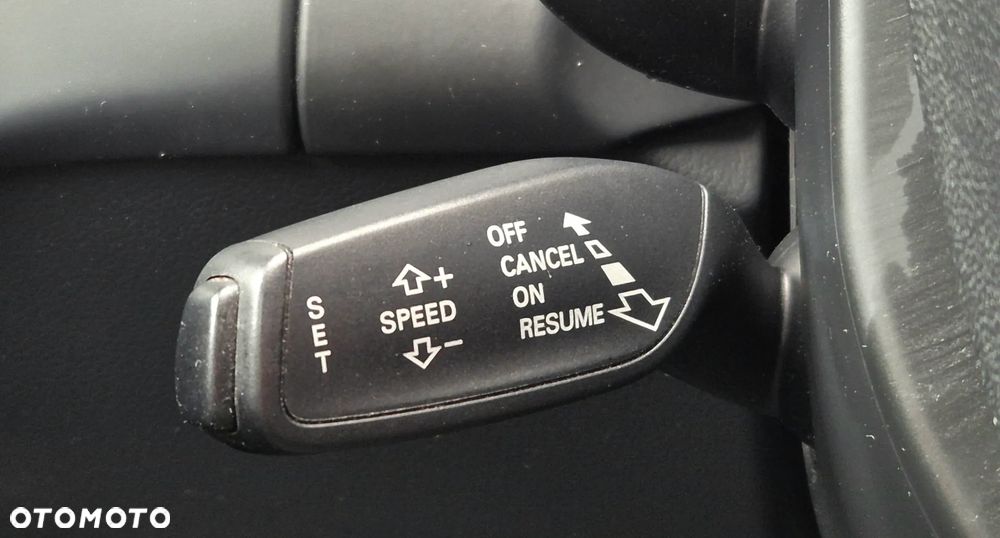 SET
+
SPEED
−
OFF
CANCEL
ON
RESUME
OTOMOTO